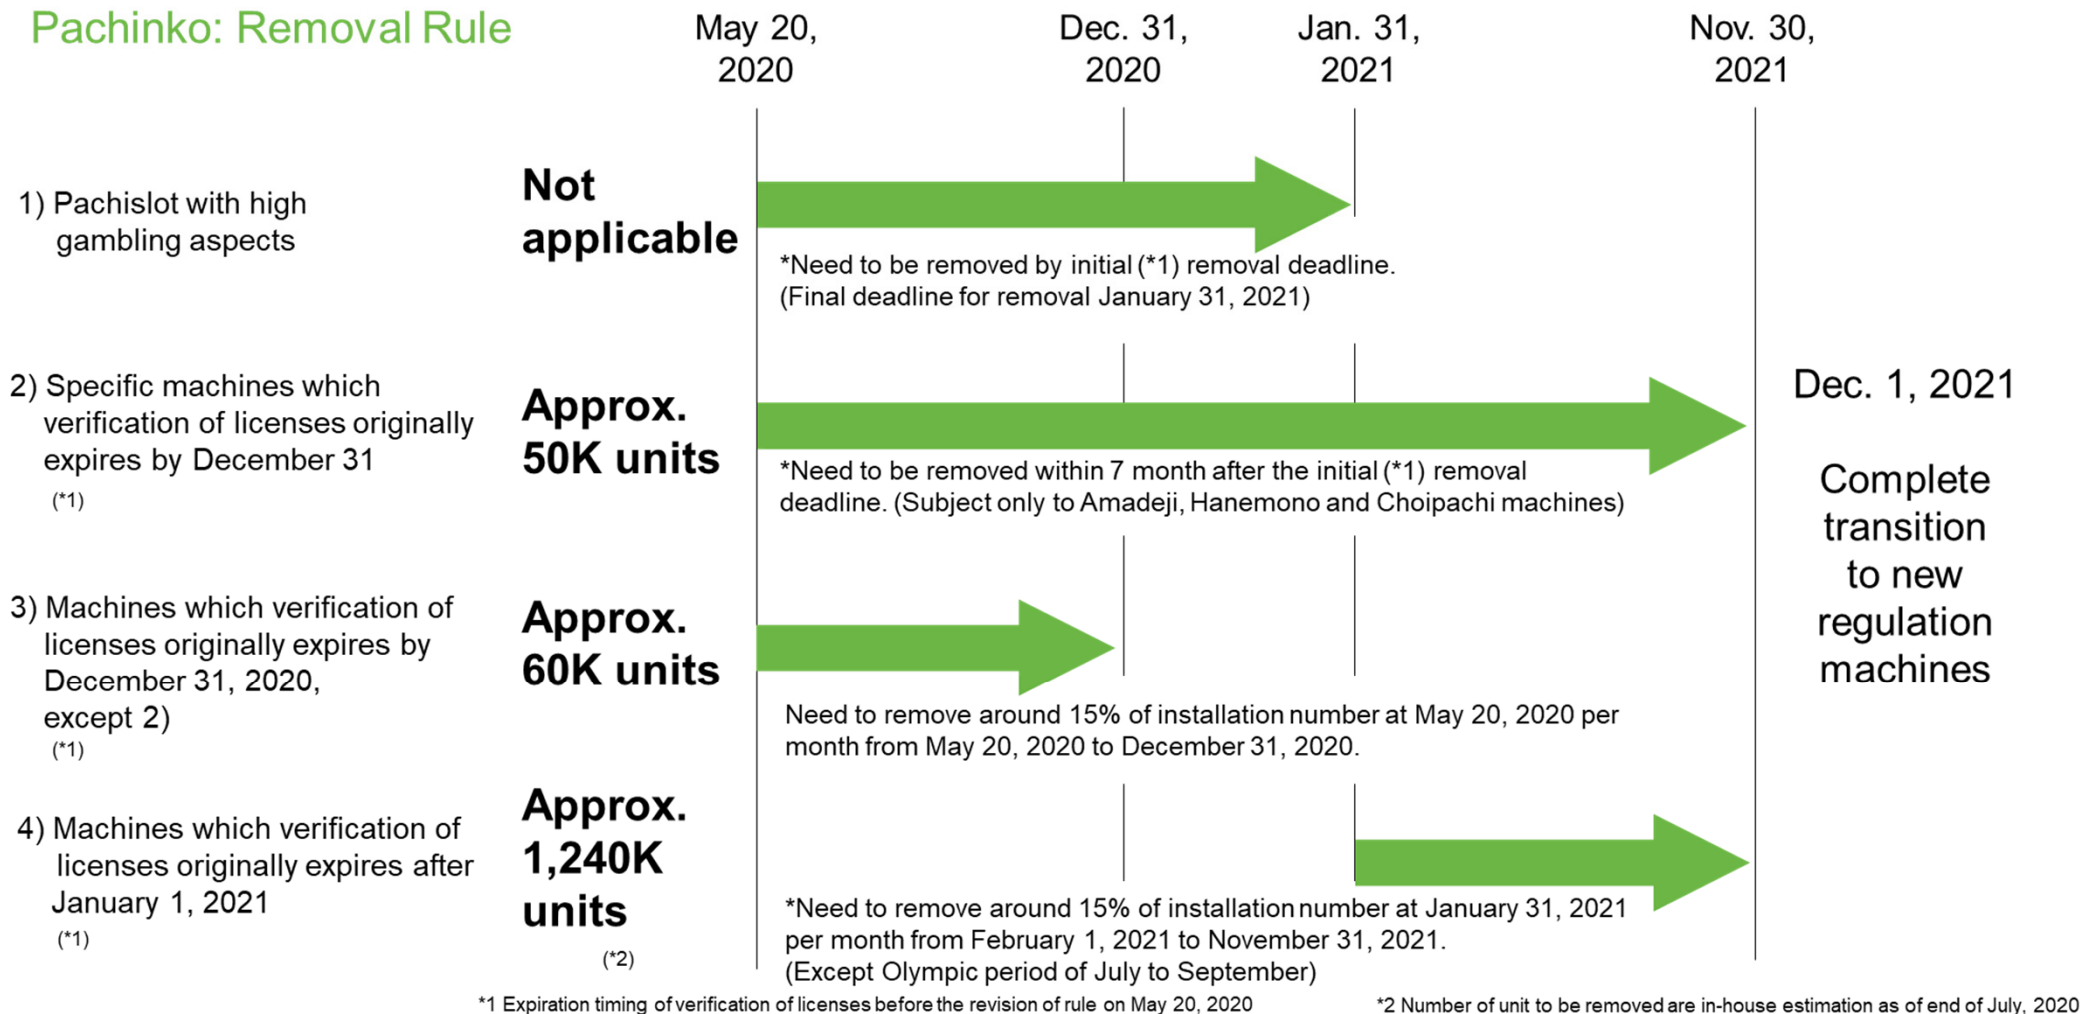 Pachinko: Removal Rule
May 20,
2020
Dec. 31,
2020
Jan. 31,
2021
Nov. 30,
2021
1) Pachislot with high
gambling aspects
Not
applicable
*Need to be removed by initial (*1) removal deadline.
(Final deadline for removal January 31, 2021)
2) Specific machines which
verification of licenses originally
expires by December 31
(*1)
Approx.
50K units
*Need to be removed within 7 month after the initial (*1) removal
deadline. (Subject only to Amadeji, Hanemono and Choipachi machines)
3) Machines which verification of
licenses originally expires by
December 31, 2020,
except 2)
(*1)
Approx.
60K units
Need to remove around 15% of installation number at May 20, 2020 per
month from May 20, 2020 to December 31, 2020.
4) Machines which verification of
licenses originally expires after
January 1, 2021
(*1)
Approx.
1,240K
units
(*2)
*Need to remove around 15% of installation number at January 31, 2021
per month from February 1, 2021 to November 31, 2021.
(Except Olympic period of July to September)
Dec. 1, 2021
Complete
transition
to new
regulation
machines
*1 Expiration timing of verification of licenses before the revision of rule on May 20, 2020
*2 Number of unit to be removed are in-house estimation as of end of July, 2020